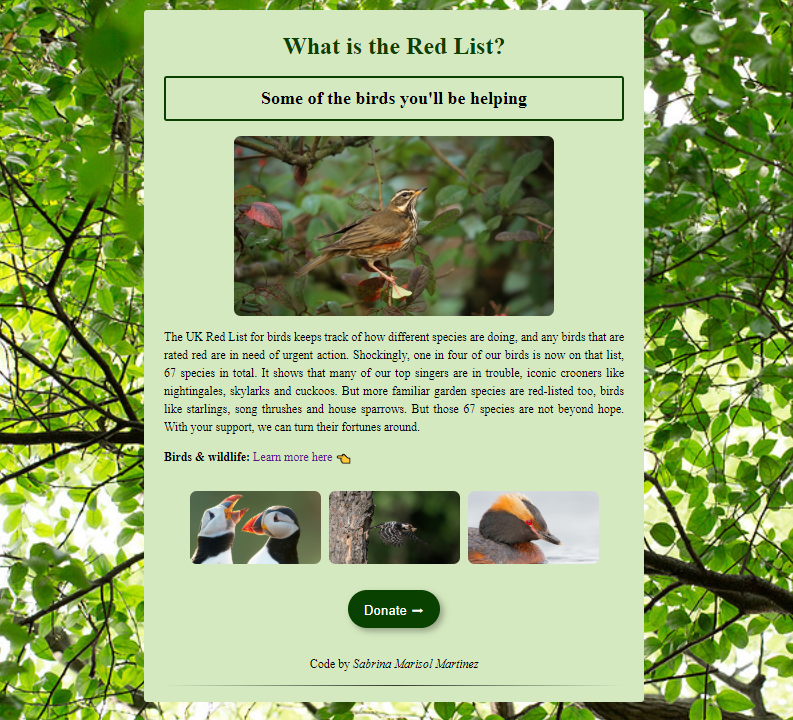 What is the Red List?
Some of the birds you'll be helping
The UK Red List for birds keeps track of how different species are doing, and any birds that are
rated red are in need of urgent action. Shockingly, one in four of our birds is now on that list,
67 species in total. It shows that many of our top singers are in trouble, iconic crooners like
nightingales, skylarks and cuckoos. But more familiar garden species are red-listed too, birds
like starlings, song thrushes and house sparrows. But those 67 species are not beyond hope.
With your support, we can turn their fortunes around.
Birds & wildlife: Learn more here 👈
Donate ➞
Code by Sabrina Marisol Martinez